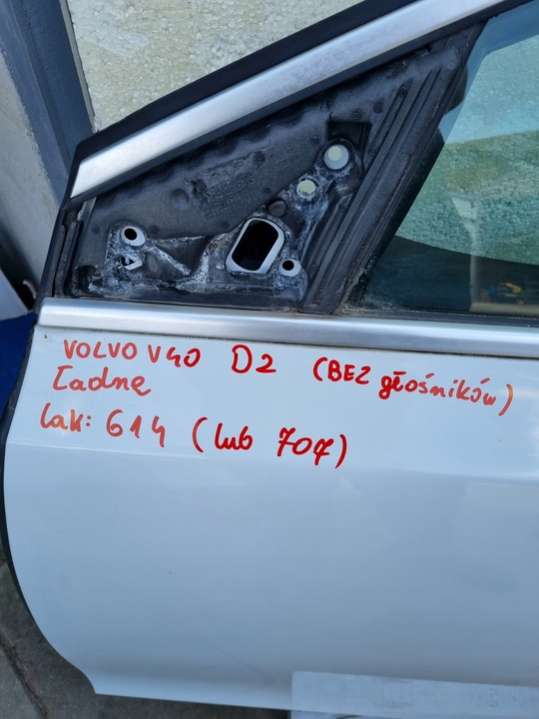 VOLVO V40 D2 (BEZ głośników)
Ładne
lak: 614 (lub 707)